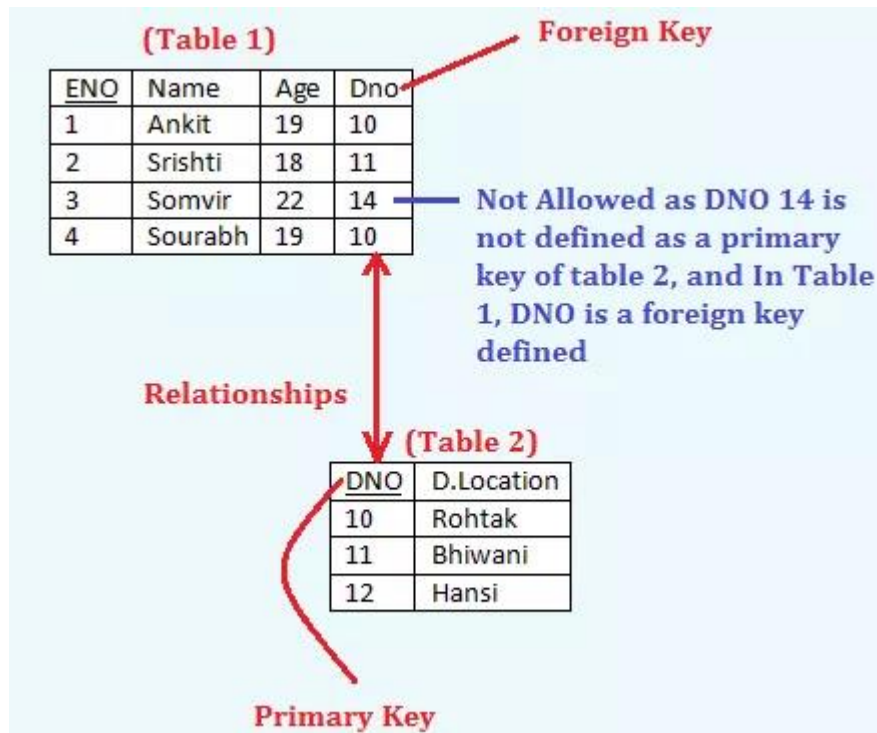 (Table 1)
Foreign Key
ENO Name Age Dno
1 Ankit 19 10
2 Srishti 18 11
3 Somvir 22 14
4 Sourabh 19 10
Not Allowed as DNO 14 is
not defined as a primary
key of table 2, and In Table
1, DNO is a foreign key
defined
Relationships
(Table 2)
DNO D.Location
10 Rohtak
11 Bhiwani
12 Hansi
Primary Key